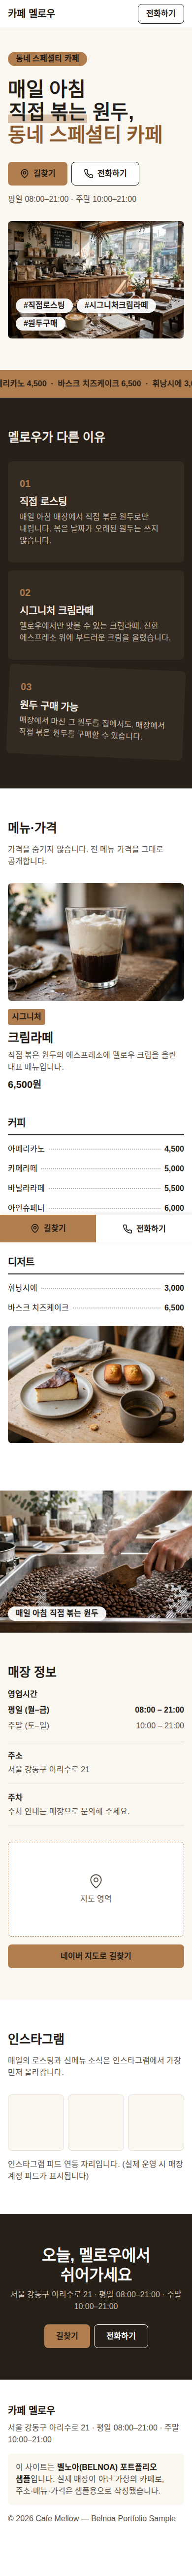 카페 멜로우
전화하기
동네 스페셜티 카페
매일 아침
직접 볶는 원두,
동네 스페셜티 카페
길찾기
전화하기
평일 08:00–21:00 · 주말 10:00–21:00
#직접로스팅
#시그니처크림라떼
#원두구매
메리카노 4,500 · 바스크 치즈케이크 6,500 · 휘낭시에 3,
멜로우가 다른 이유
01
직접 로스팅
매일 아침 매장에서 직접 볶은 원두로만
내립니다. 볶은 날짜가 오래된 원두는 쓰지
않습니다.
02
시그니처 크림라떼
멜로우에서만 맛볼 수 있는 크림라떼. 진한
에스프레소 위에 부드러운 크림을 올렸습니다.
03
원두 구매 가능
매장에서 마신 그 원두를 집에서도. 매장에서
직접 볶은 원두를 구매할 수 있습니다.
메뉴·가격
가격을 숨기지 않습니다. 전 메뉴 가격을 그대로
공개합니다.
시그니처
크림라떼
직접 볶은 원두의 에스프레소에 멜로우 크림을 올린
대표 메뉴입니다.
6,500원
커피
아메리카노 4,500
카페라떼 5,000
바닐라라떼 5,500
아인슈페너 6,000
길찾기
전화하기
디저트
휘낭시에 3,000
바스크 치즈케이크 6,500
매일 아침 직접 볶는 원두
매장 정보
영업시간
평일 (월–금) 08:00 – 21:00
주말 (토–일) 10:00 – 21:00
주소
서울 강동구 아리수로 21
주차
주차 안내는 매장으로 문의해 주세요.
지도 영역
네이버 지도로 길찾기
인스타그램
매일의 로스팅과 신메뉴 소식은 인스타그램에서 가장
먼저 올라갑니다.
인스타그램 피드 연동 자리입니다. (실제 운영 시 매장
계정 피드가 표시됩니다)
오늘, 멜로우에서
쉬어가세요
서울 강동구 아리수로 21 · 평일 08:00–21:00 · 주말
10:00–21:00
길찾기
전화하기
카페 멜로우
서울 강동구 아리수로 21 · 평일 08:00–21:00 · 주말
10:00–21:00
이 사이트는 벨노아(BELNOA) 포트폴리오
샘플입니다. 실제 매장이 아닌 가상의 카페로,
주소·메뉴·가격은 샘플용으로 작성됐습니다.
© 2026 Cafe Mellow — Belnoa Portfolio Sample